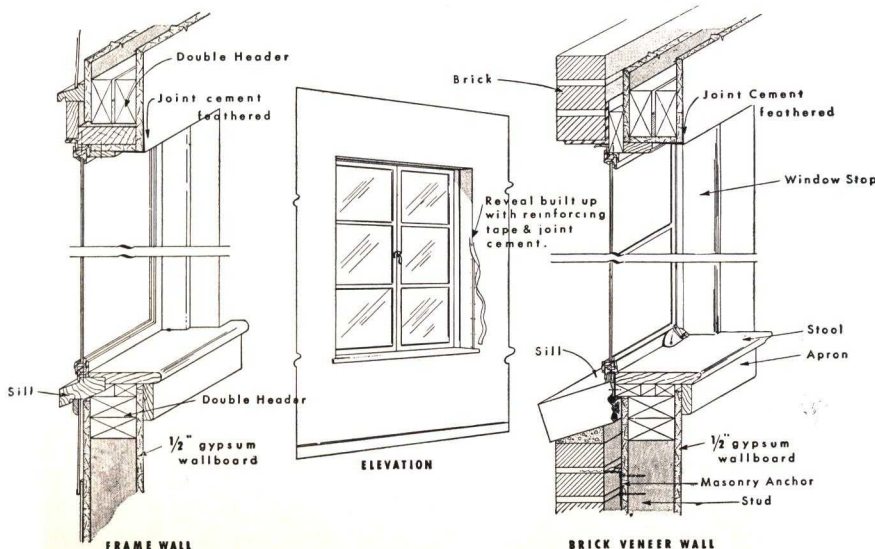 Double Header
Joint cement
feathered
Sill
Double Header
1/2" gypsum
wallboard
FRAME WALL
Reveal built up
with reinforcing
tape & joint
cement.
ELEVATION
Brick
Joint Cement
feathered
Window Stop
Stool
Apron
Sill
1/2" gypsum
wallboard
Masonry Anchor
Stud
BRICK VENEER WALL